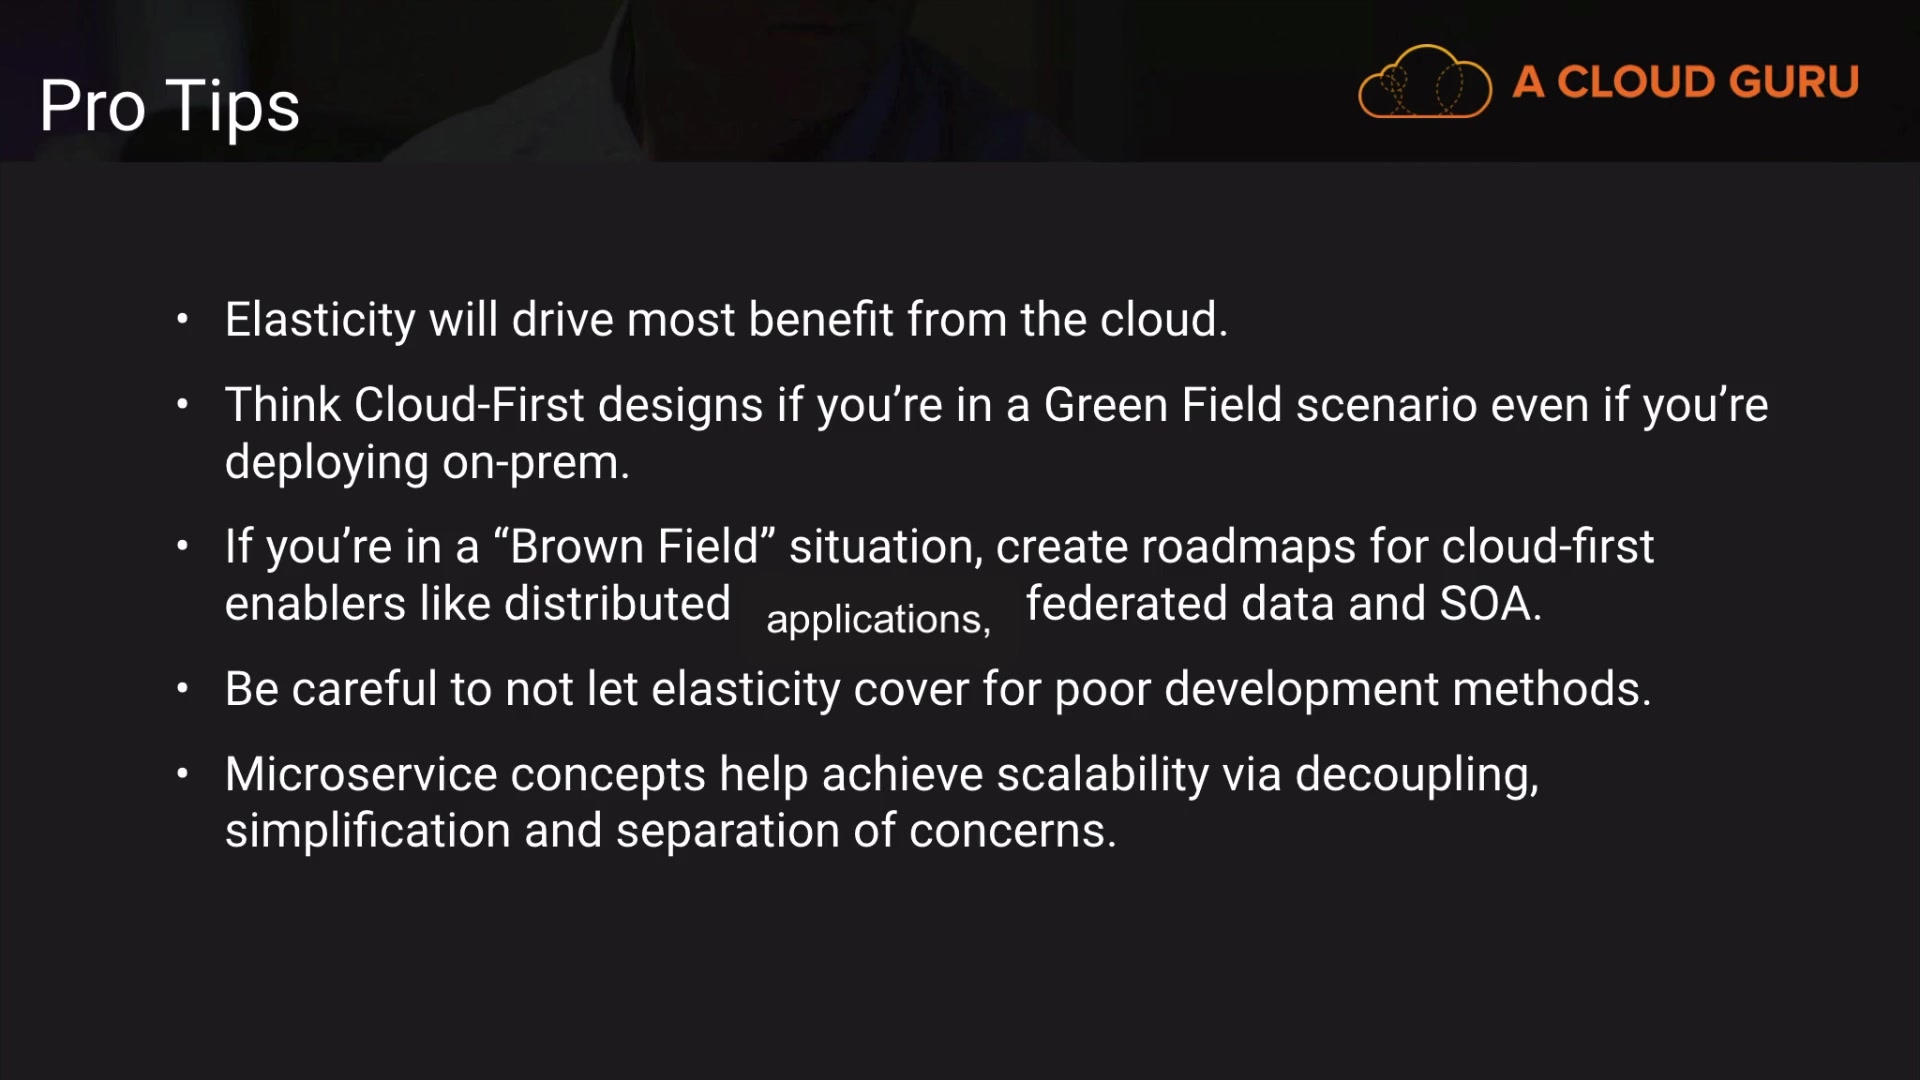 Pro Tips
A CLOUD GURU
• Elasticity will drive most benefit from the cloud.
• Think Cloud-First designs if you’re in a Green Field scenario even if you’re
deploying on-prem.
• If you’re in a “Brown Field” situation, create roadmaps for cloud-first
enablers like distributed applications, federated data and SOA.
• Be careful to not let elasticity cover for poor development methods.
• Microservice concepts help achieve scalability via decoupling,
simplification and separation of concerns.